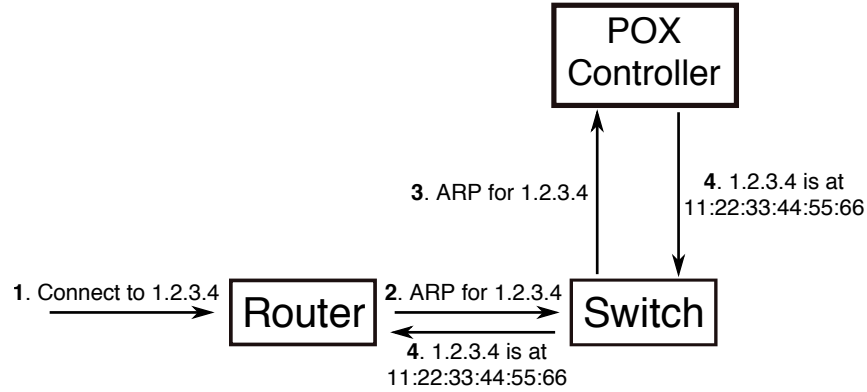 POX
Controller
3. ARP for 1.2.3.4
4. 1.2.3.4 is at
11:22:33:44:55:66
1. Connect to 1.2.3.4
Router
2. ARP for 1.2.3.4
Switch
4. 1.2.3.4 is at
11:22:33:44:55:66